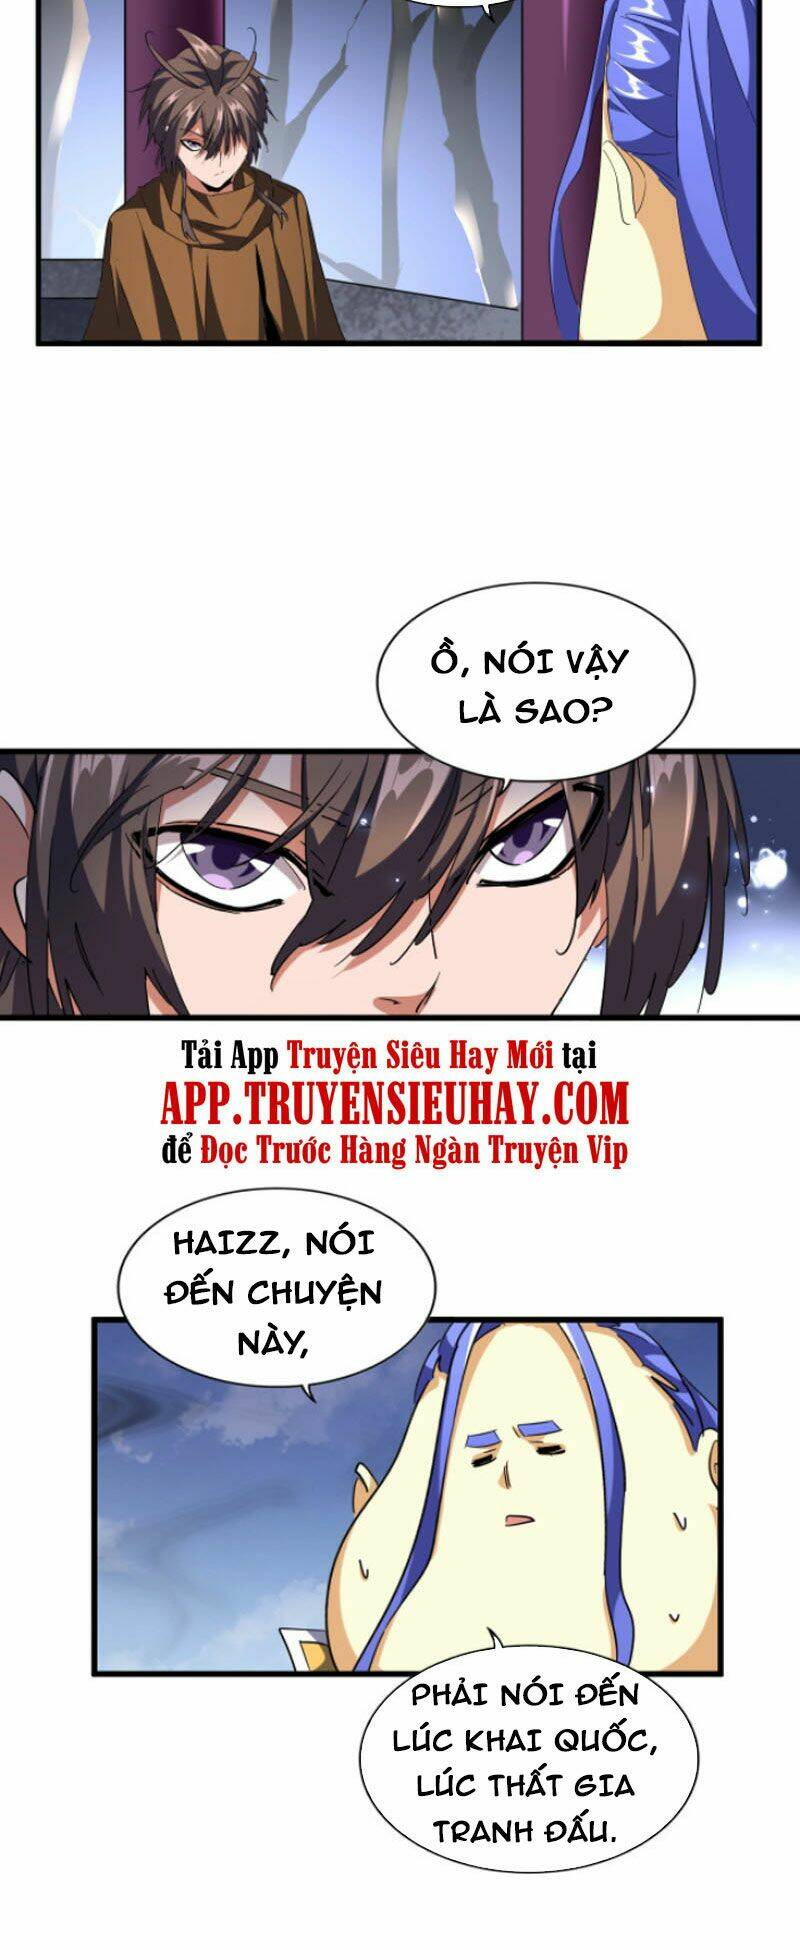 Ồ, NÓI VẬY
LÀ SAO?
Tải App Truyện Siêu Hay Mới tại
APP.TRUYENSIEUHAY.COM
để Đọc Trước Hàng Ngàn Truyện Vip
HAIZZ, NÓI
ĐẾN CHUYỆN
NÀY,
PHẢI NÓI ĐẾN
LÚC KHAI QUỐC,
LÚC THẤT GIA
TRANH ĐẤU.